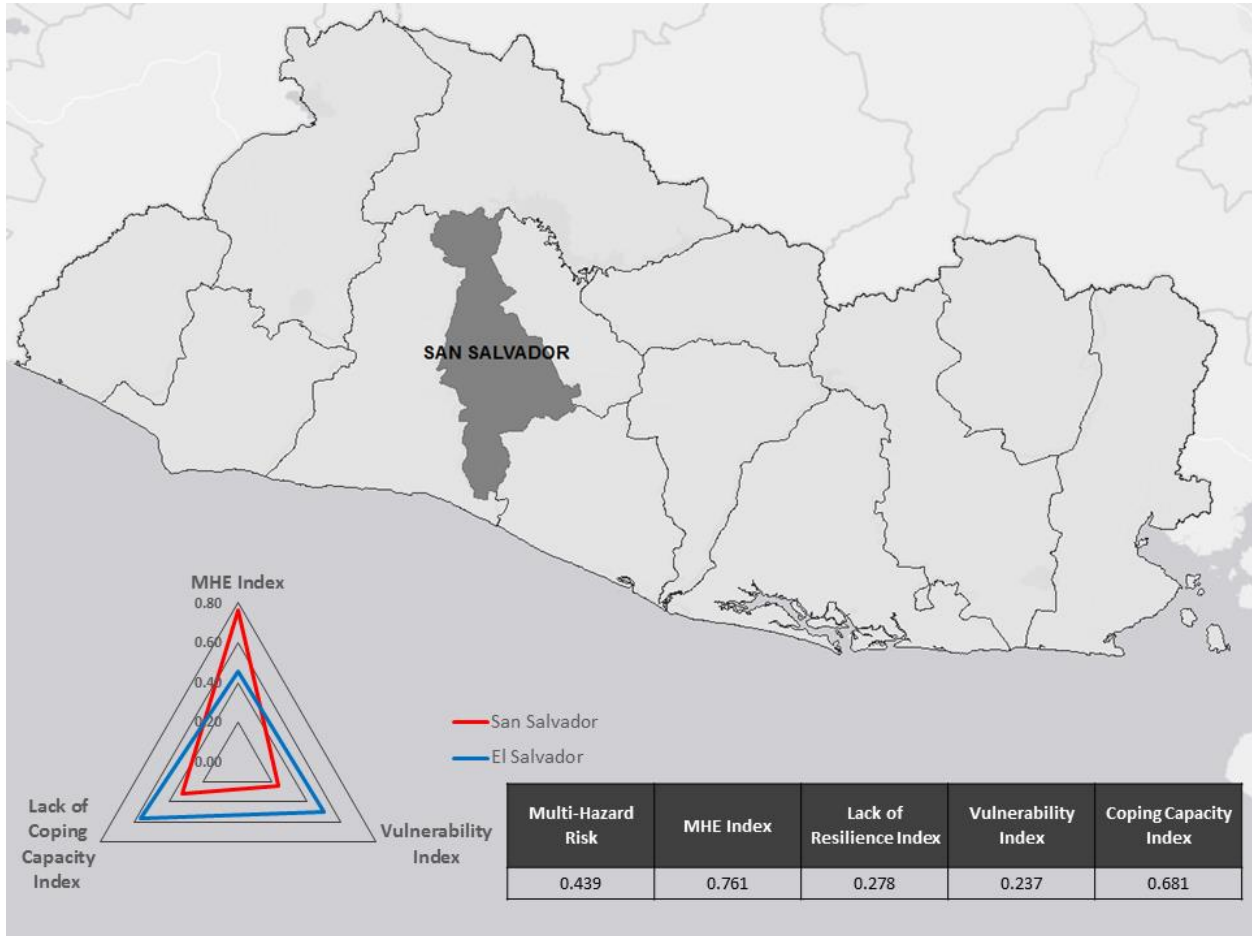 SAN SALVADOR
MHE Index
0.80
0.60
0.40
0.20
0.00
Lack of
Coping
Capacity
Index
Vulnerability
Index
San Salvador
El Salvador
Multi-Hazard
Risk
MHE Index
Lack of
Resilience Index
Vulnerability
Index
Coping Capacity
Index
0.439
0.761
0.278
0.237
0.681